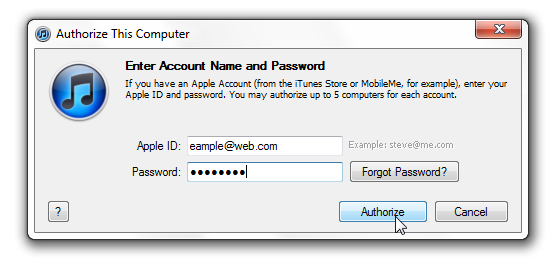 Authorize This Computer
Enter Account Name and Password
If you have an Apple Account (from the iTunes Store or MobileMe, for example), enter your
Apple ID and password. You may authorize up to 5 computers for each account.
Apple ID: eample@web.com Example: steve@me.com
Password: ●●●●●●●● Forgot Password?
? Authorize Cancel